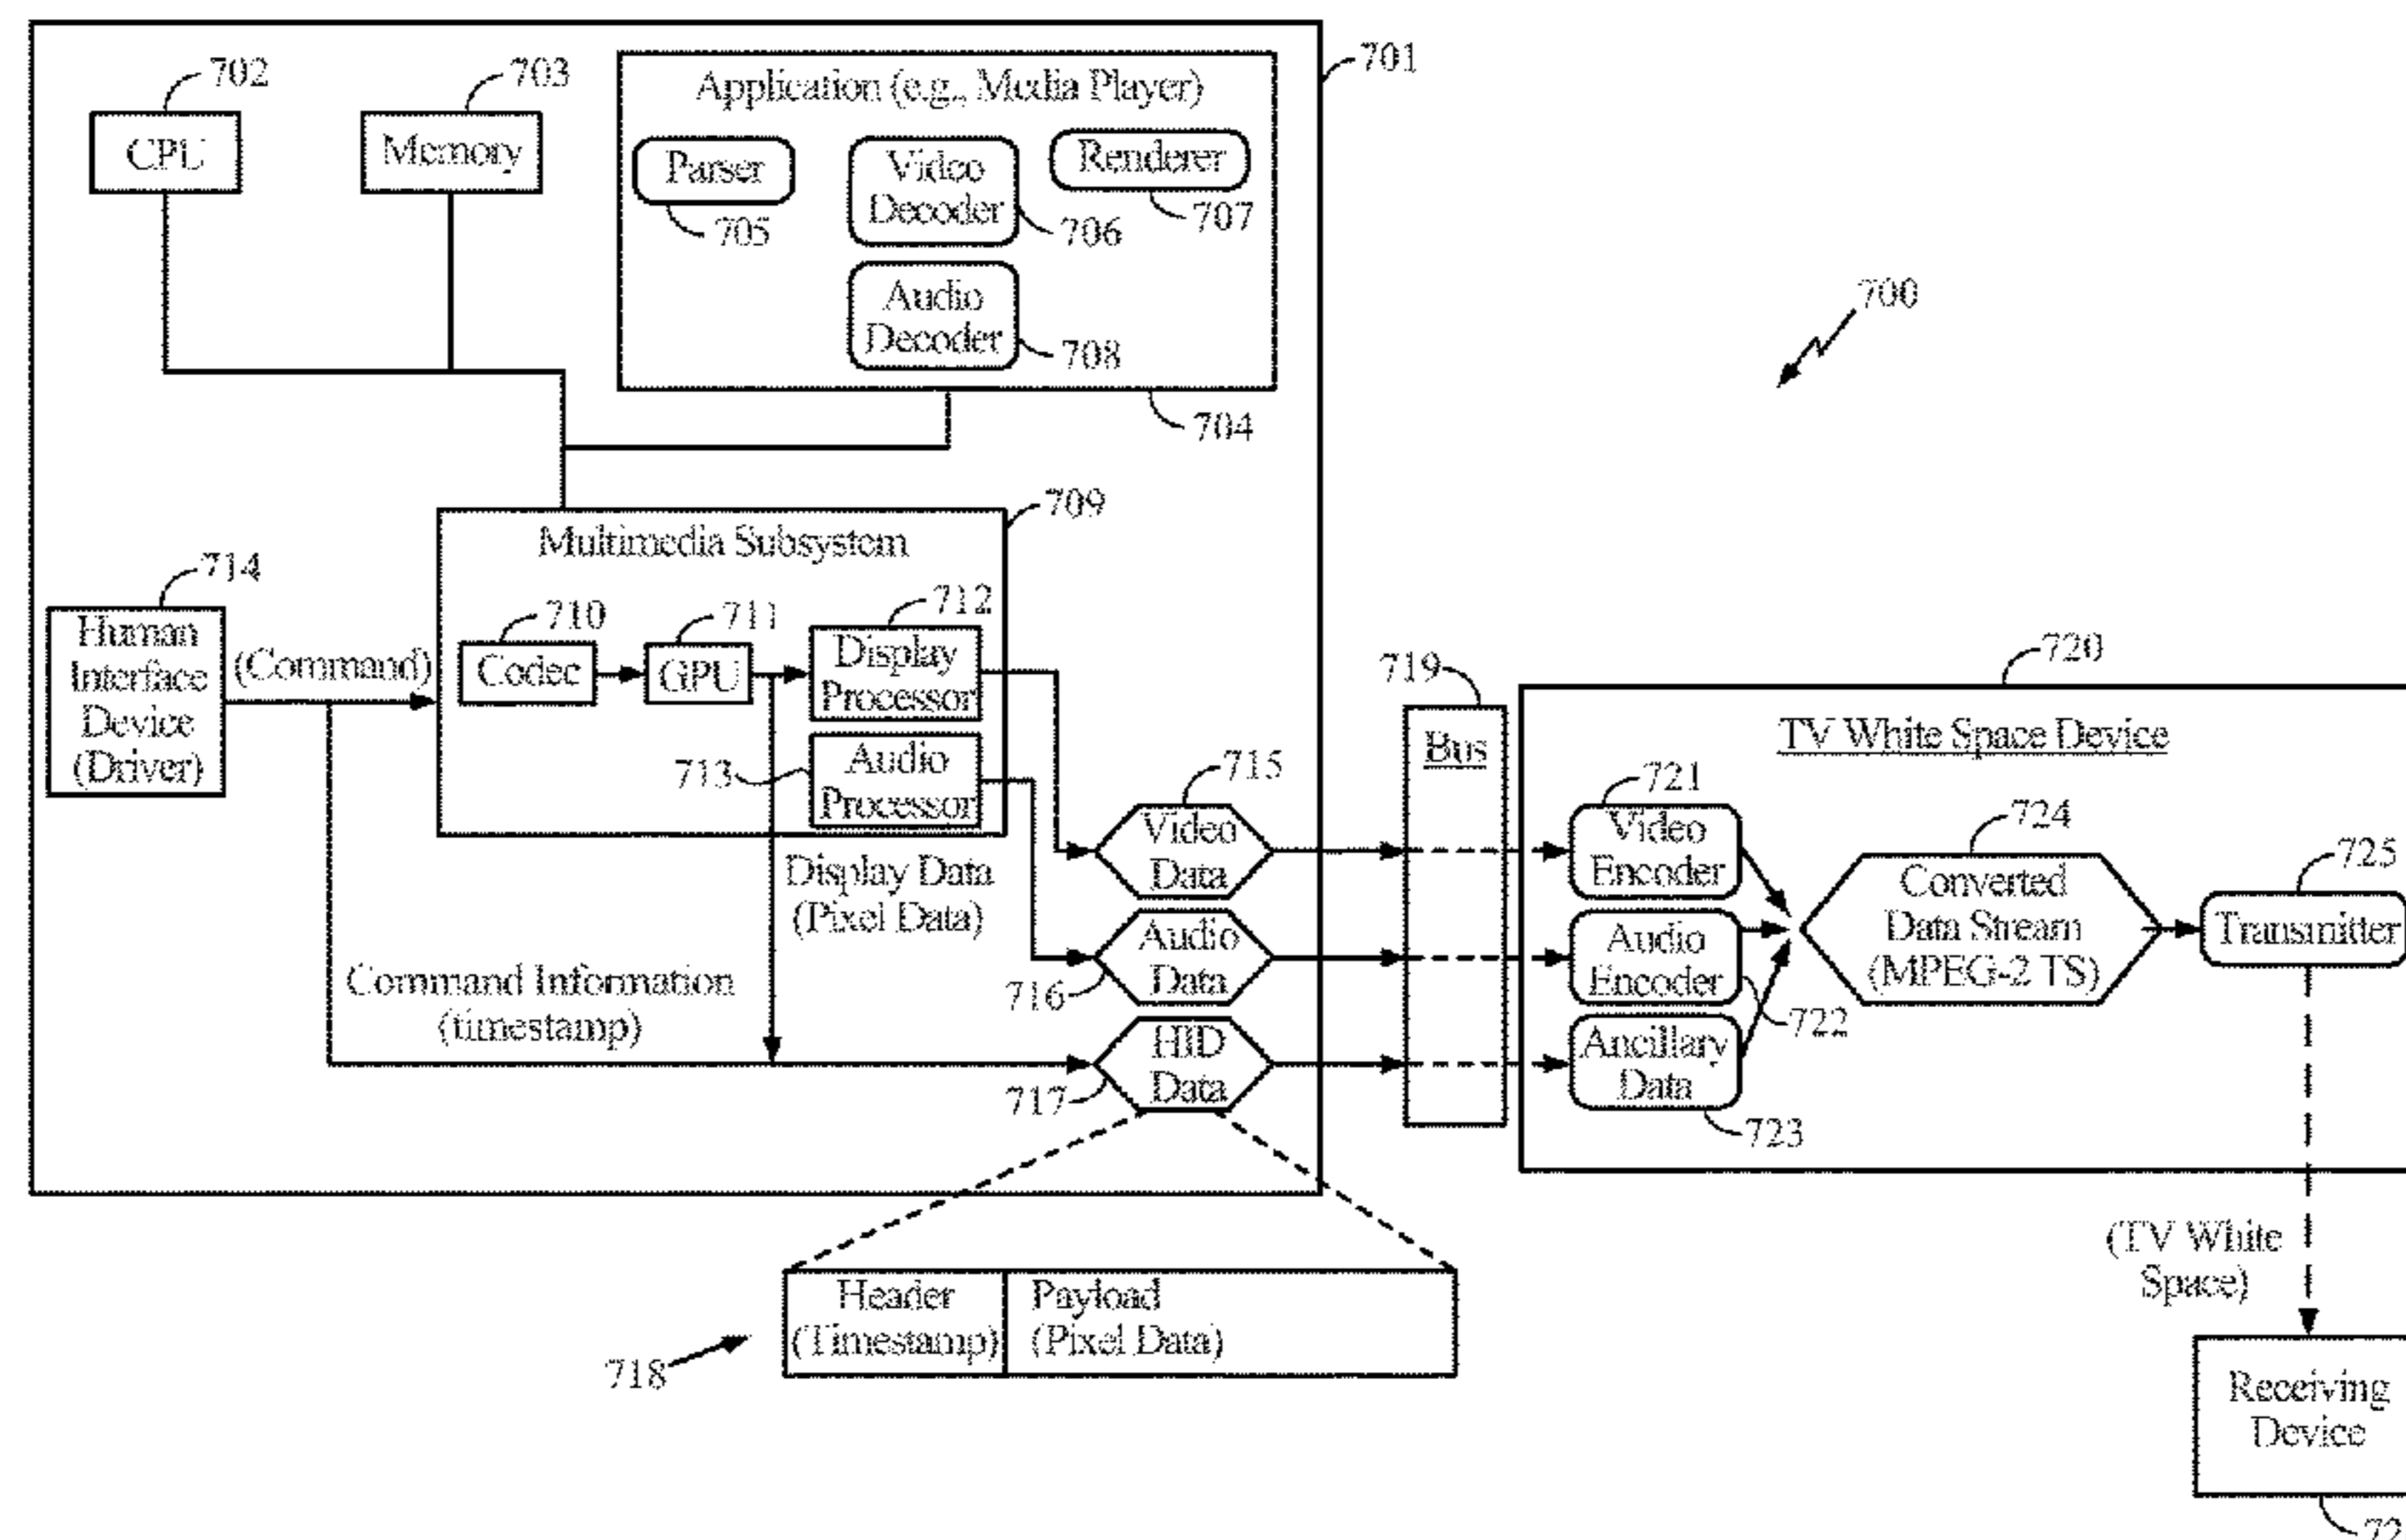 701
702
703
Application (e.g., Media Player)
CPU
Memory
Parser
705
Video
Decoder
706
Renderer
707
Audio
Decoder
708
704
700
709
Multimedia Subsystem
714
Human
Interface
Device
(Driver)
(Command)
710
Codec
711
GPU
712
Display
Processor
713
Audio
Processor
Display Data
(Pixel Data)
Command Information
(timestamp)
715
Video
Data
716
Audio
Data
717
HID
Data
719
Bus
720
TV White Space Device
721
Video
Encoder
Audio
Encoder
722
Ancillary
Data
723
724
Converted
Data Stream
(MPEG-2 TS)
725
Transmitter
(TV White
Space)
718
Header
(Timestamp)
Payload
(Pixel Data)
Receiving
Device